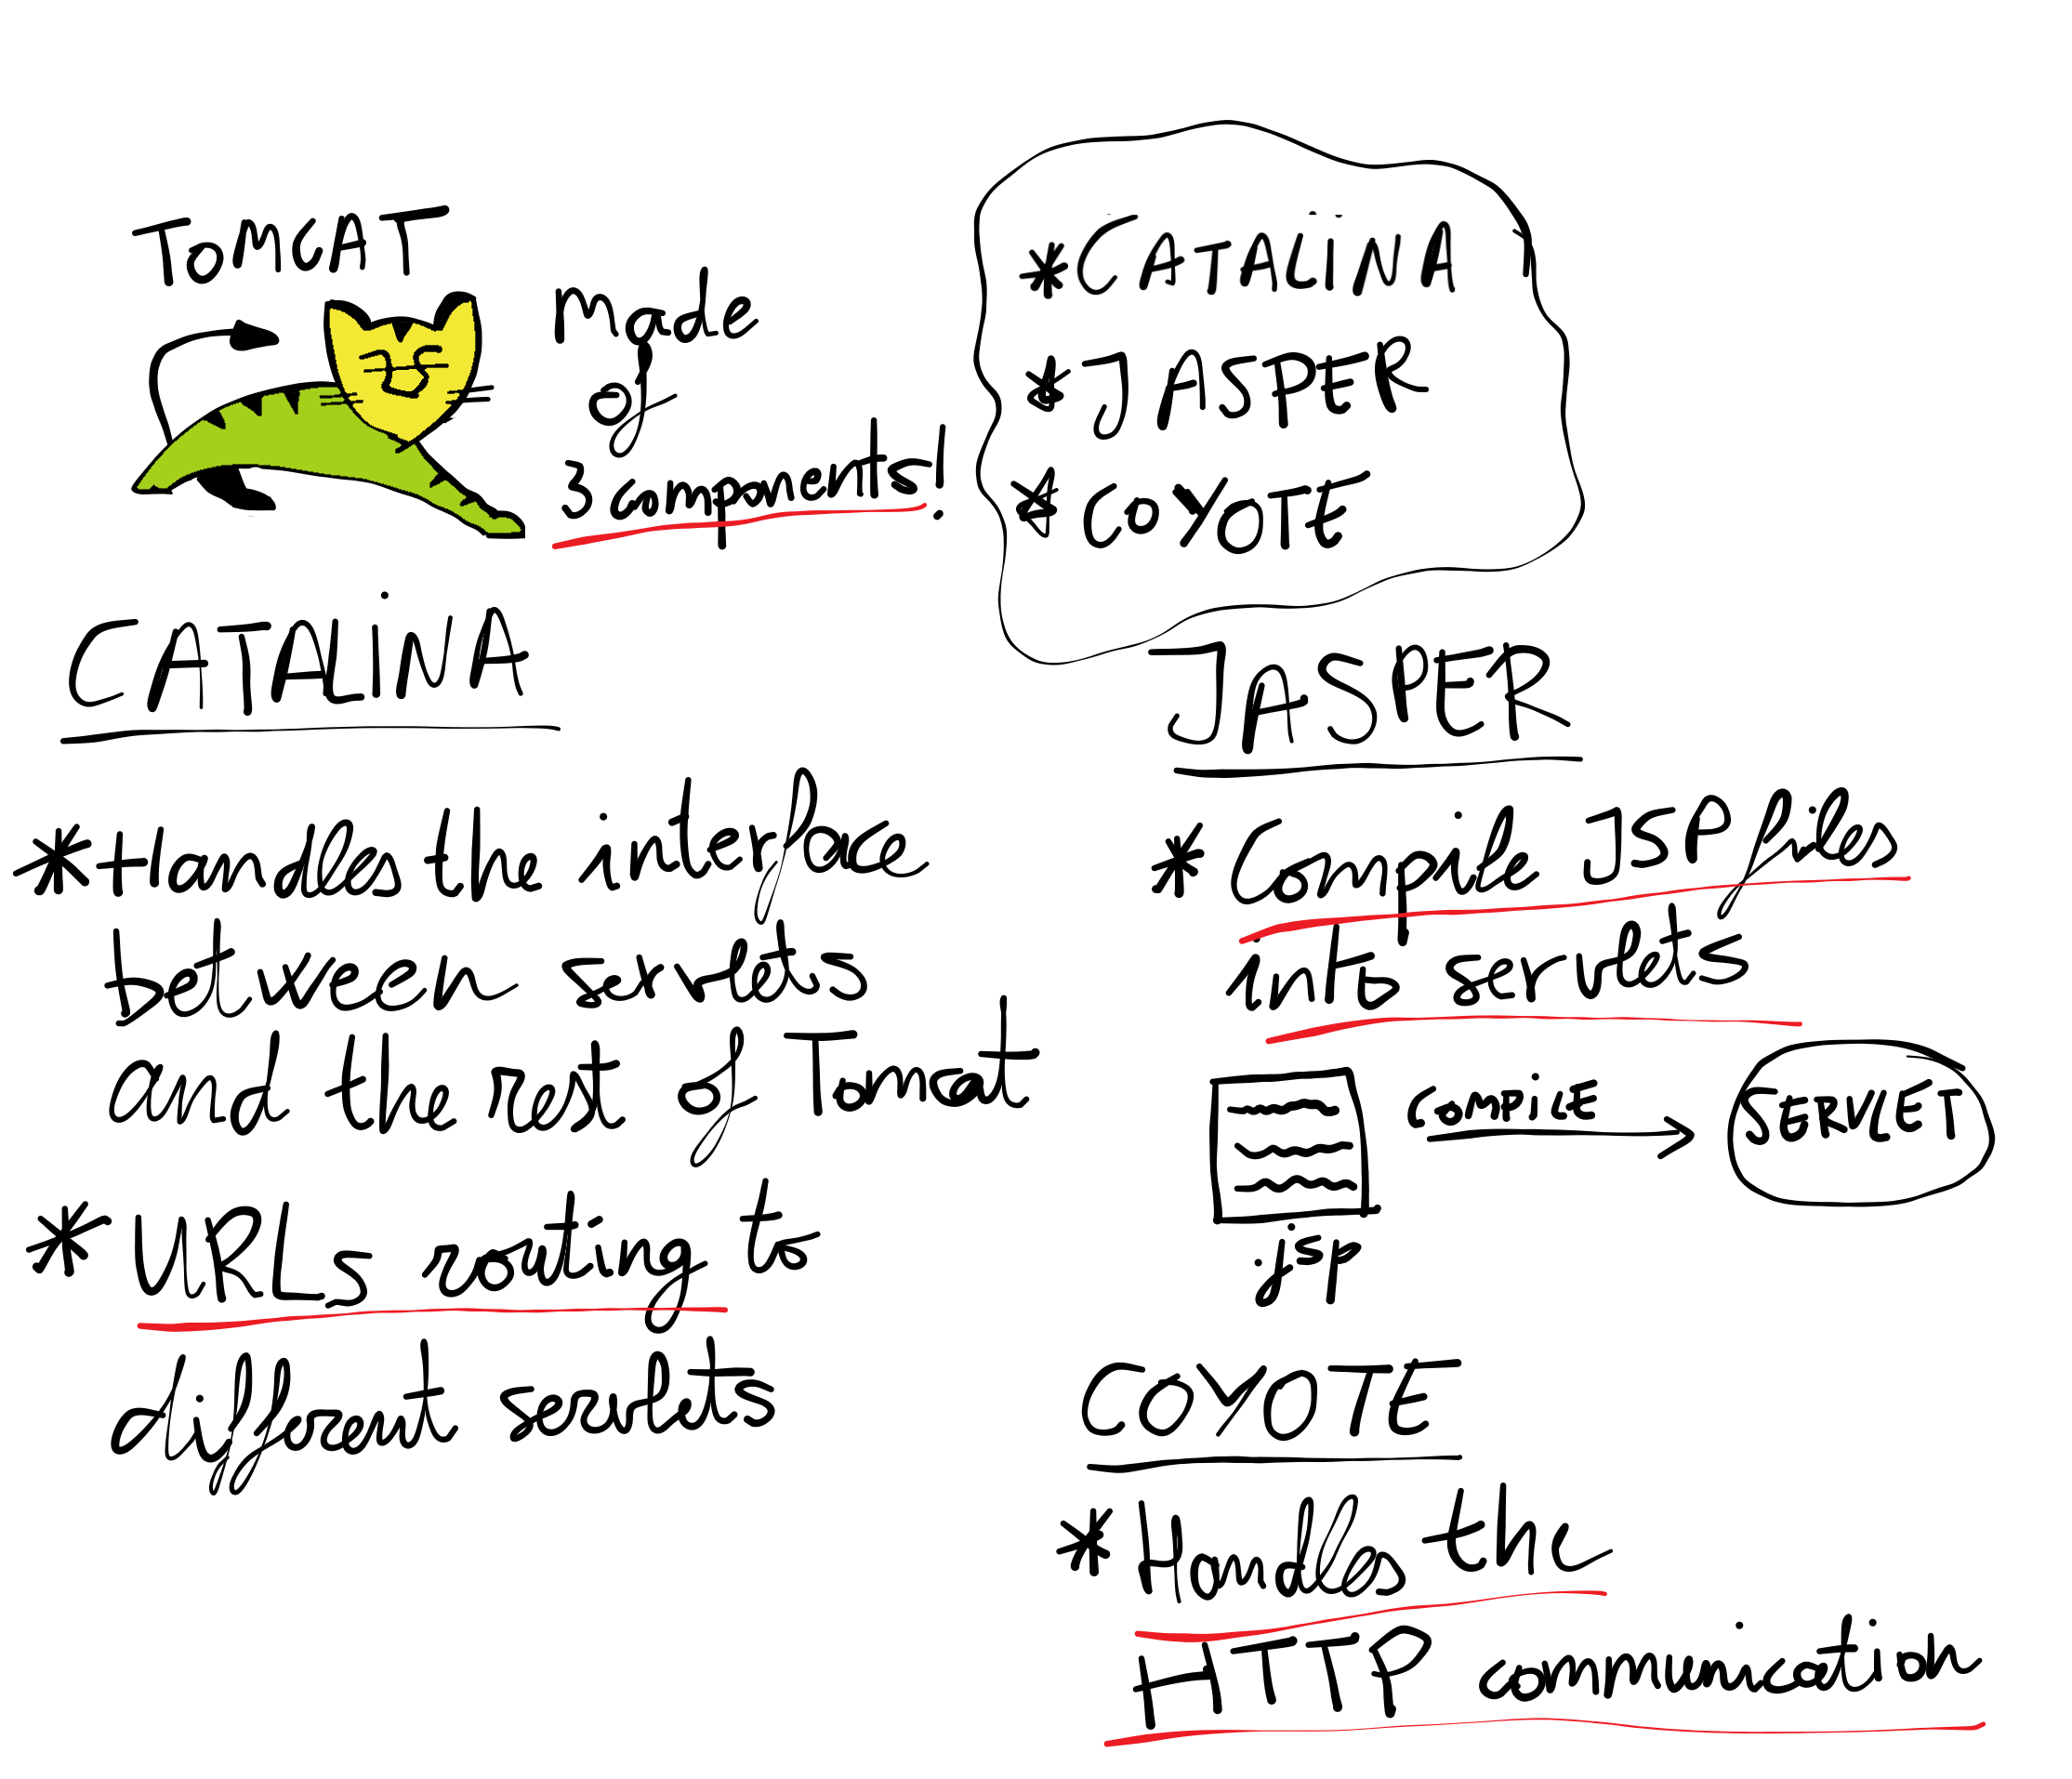 TOMCAT
Made
of
3 components!
* CATALiNA
* JASPER
* COYOTE
CATALiNA
* Handles the interface
between servlets
and the rest of Tomcat
* URLs routing to
different servlets
JASPER
* Compile JSP files
into servlets
COMPiLE
SERVLET
.jsp
COYOTE
* Handles the
HTTP communication